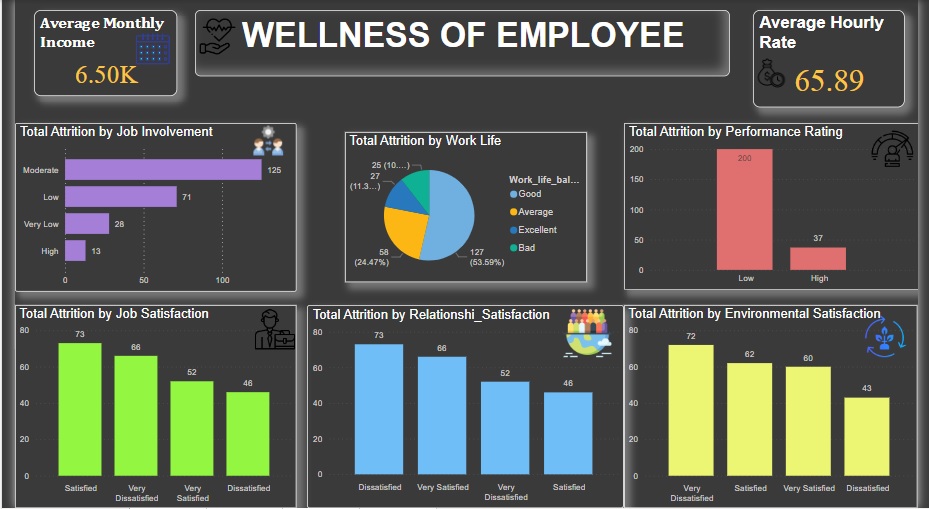 Average Monthly
Income
6.50K
WELLNESS OF EMPLOYEE
Average Hourly
Rate
65.89
Total Attrition by Job Involvement
Moderate
125
Low
71
Very Low
28
High
13
0
50
100
Total Attrition by Work Life
25 (10....)
27
(11.3...)
58
(24.47%)
127
(53.59%)
Work_life_bal...
Good
Average
Excellent
Bad
Total Attrition by Performance Rating
200
150
100
50
0
200
37
Low
High
Total Attrition by Job Satisfaction
80
60
40
20
0
73
66
52
46
Satisfied
Very
Dissatisfied
Very
Satisfied
Dissatisfied
Total Attrition by Relationshi_Satisfaction
80
60
40
20
0
73
66
52
46
Dissatisfied
Very Satisfied
Very
Dissatisfied
Satisfied
Total Attrition by Environmental Satisfaction
80
60
40
20
0
72
62
60
43
Very
Dissatisfied
Satisfied
Very Satisfied
Dissatisfied